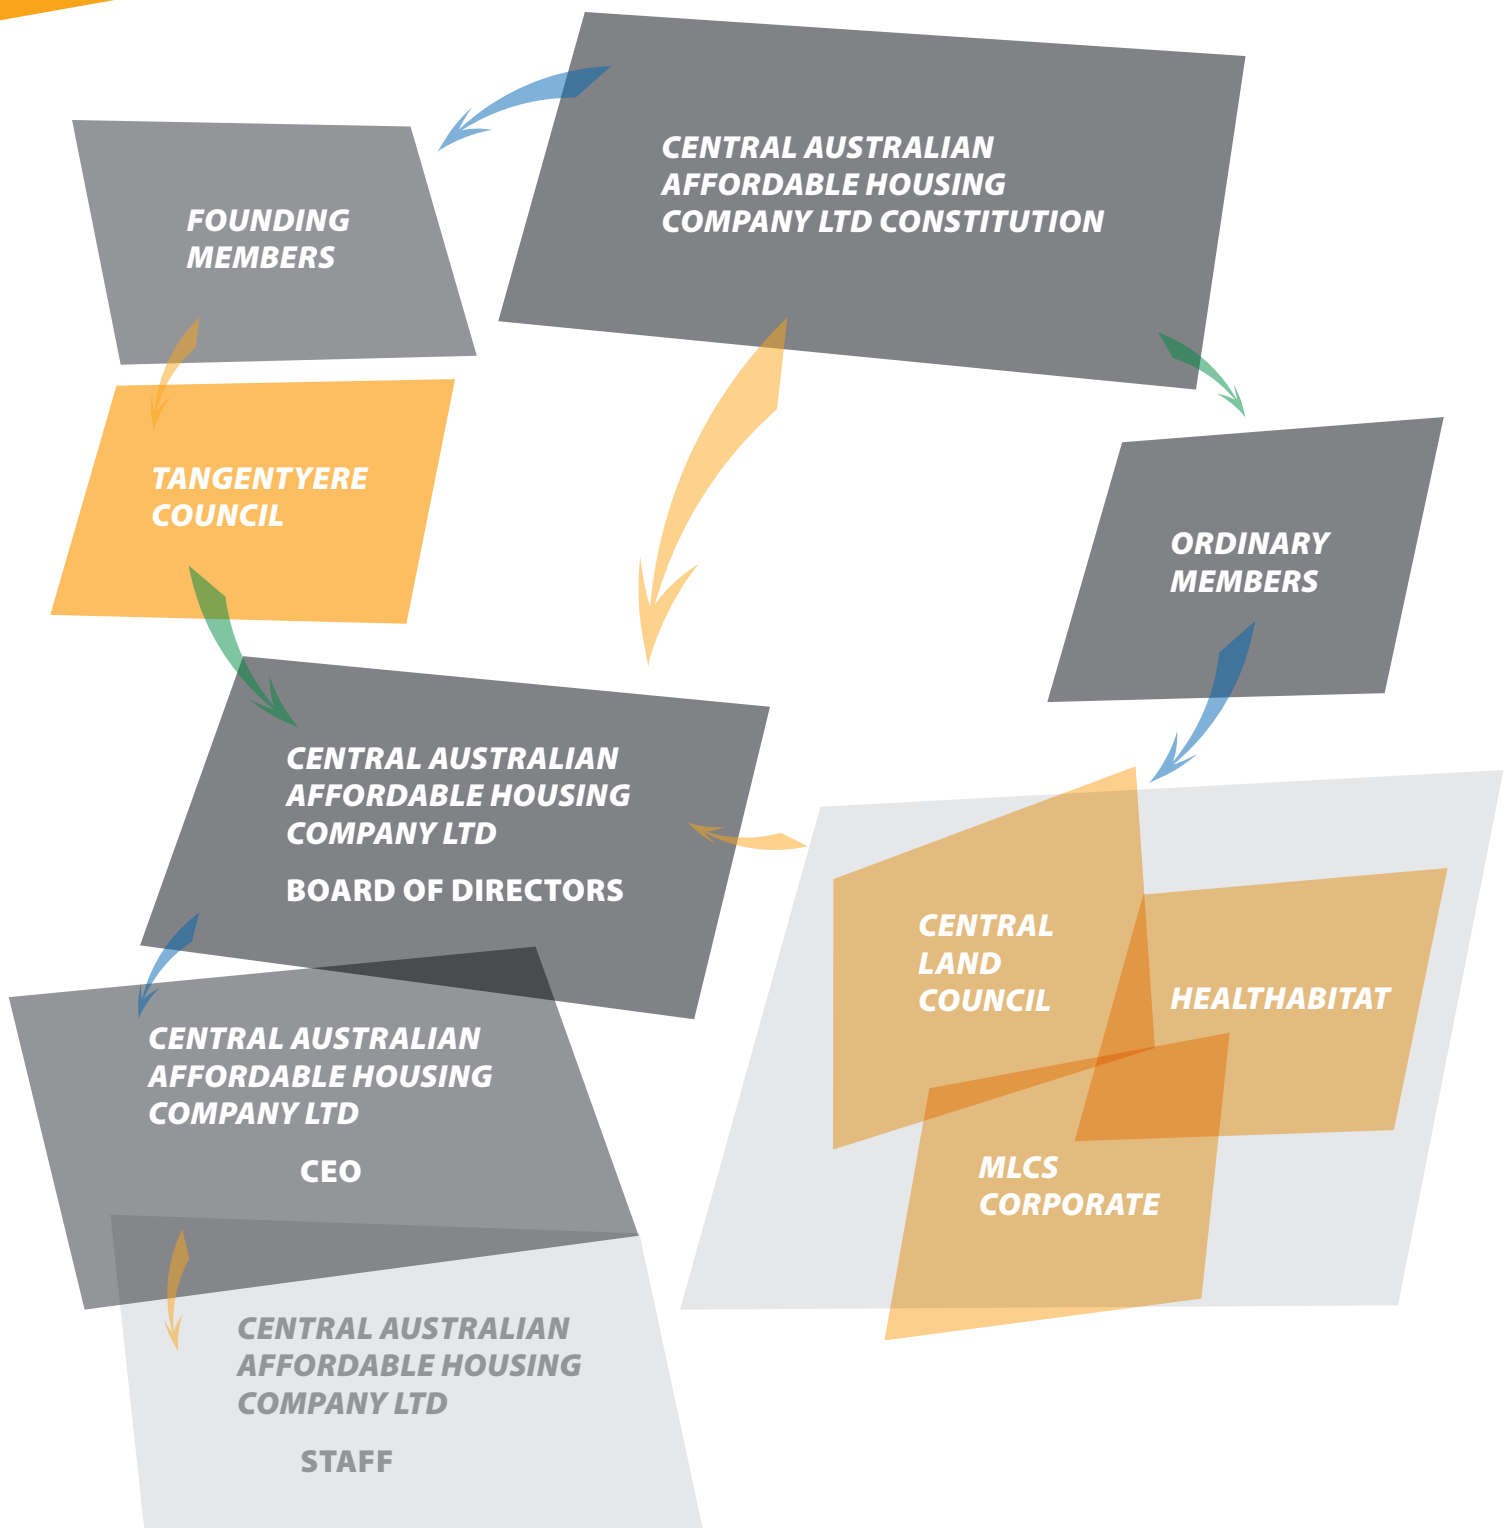 CENTRAL AUSTRALIAN
AFFORDABLE HOUSING
COMPANY LTD CONSTITUTION
FOUNDING
MEMBERS
TANGENTYERE
COUNCIL
ORDINARY
MEMBERS
CENTRAL AUSTRALIAN
AFFORDABLE HOUSING
COMPANY LTD
BOARD OF DIRECTORS
CENTRAL
LAND
COUNCIL
HEALTHABITAT
MLCS
CORPORATE
CENTRAL AUSTRALIAN
AFFORDABLE HOUSING
COMPANY LTD
CEO
CENTRAL AUSTRALIAN
AFFORDABLE HOUSING
COMPANY LTD
STAFF